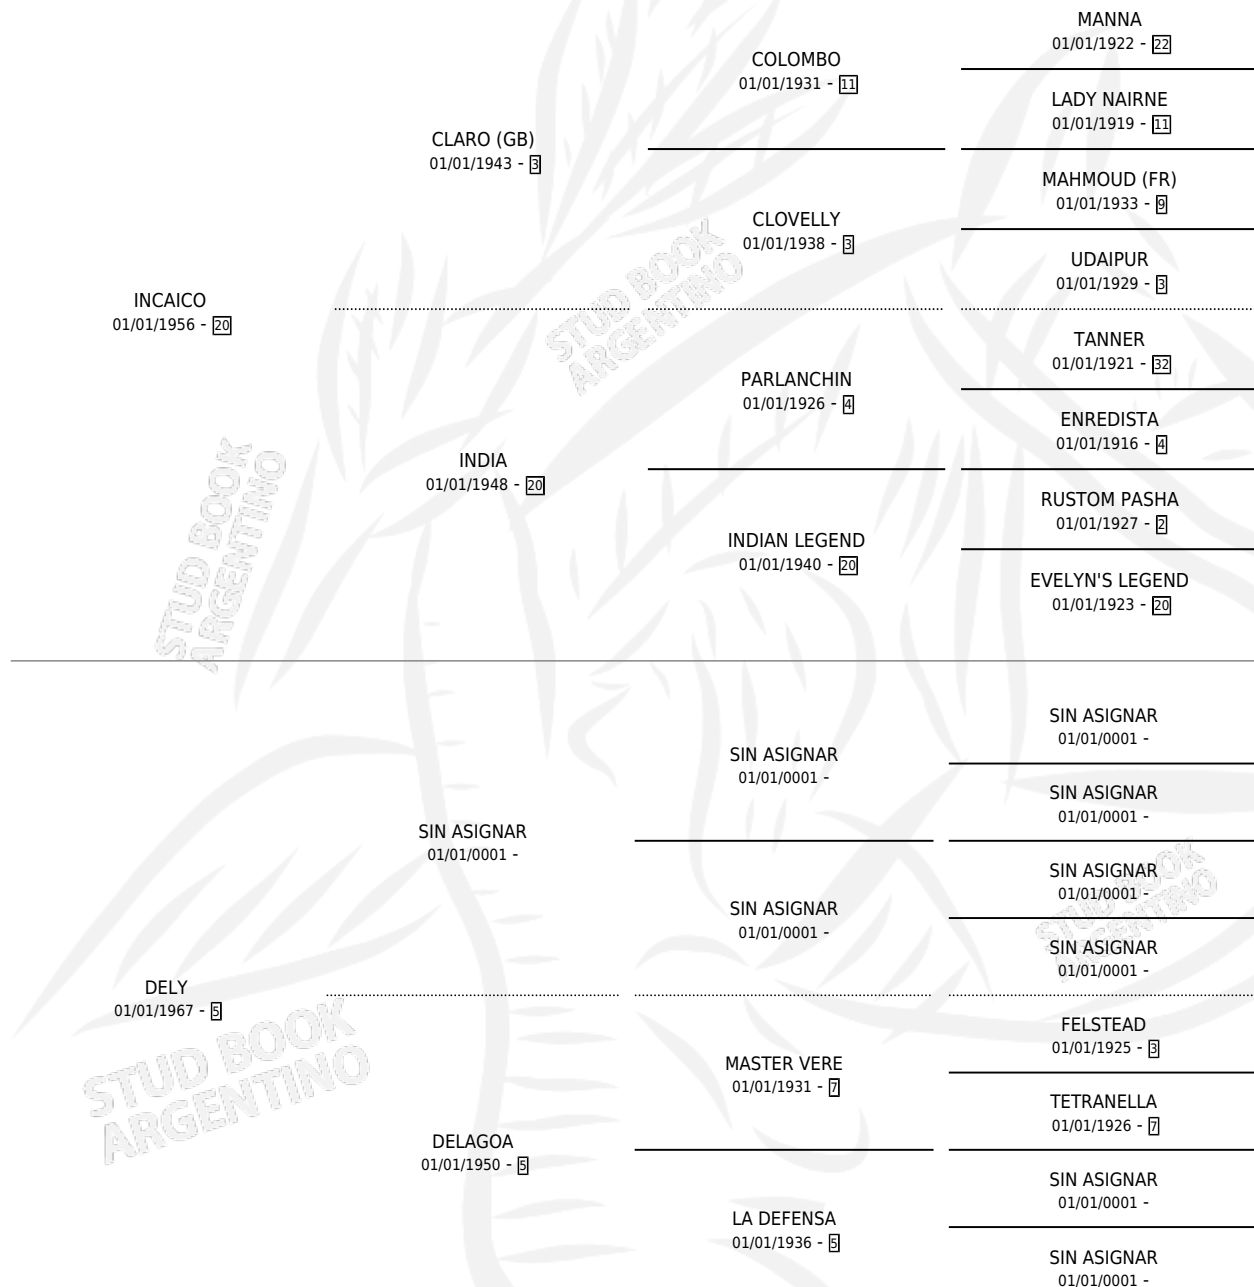 MANNA
01/01/1922 - 22
COLOMBO
01/01/1931 - 11
LADY NAIRNE
01/01/1919 - 11
CLARO (GB)
01/01/1943 - 3
MAHMOUD (FR)
01/01/1933 - 9
CLOVELLY
01/01/1938 - 3
UDAIPUR
01/01/1929 - 3
INCAICO
01/01/1956 - 20
STUD BOOK
ARGENTINO
TANNER
01/01/1921 - 32
PARLANCHIN
01/01/1926 - 4
ENREDISTA
01/01/1916 - 4
INDIA
01/01/1948 - 20
RUSTOM PASHA
01/01/1927 - 2
INDIAN LEGEND
01/01/1940 - 20
EVELYN'S LEGEND
01/01/1923 - 20
STUD BOOK
ARGENTINO
SIN ASIGNAR
01/01/0001 -
SIN ASIGNAR
01/01/0001 -
SIN ASIGNAR
01/01/0001 -
SIN ASIGNAR
01/01/0001 -
SIN ASIGNAR
01/01/0001 -
SIN ASIGNAR
01/01/0001 -
SIN ASIGNAR
01/01/0001 -
STUD BOOK
ARGENTINO
DELY
01/01/1967 - 5
FELSTEAD
01/01/1925 - 3
MASTER VERE
01/01/1931 - 7
TETRANELLA
01/01/1926 - 7
STUD BOOK
ARGENTINO
DELAGOA
01/01/1950 - 5
SIN ASIGNAR
01/01/0001 -
LA DEFENSA
01/01/1936 - 5
SIN ASIGNAR
01/01/0001 -